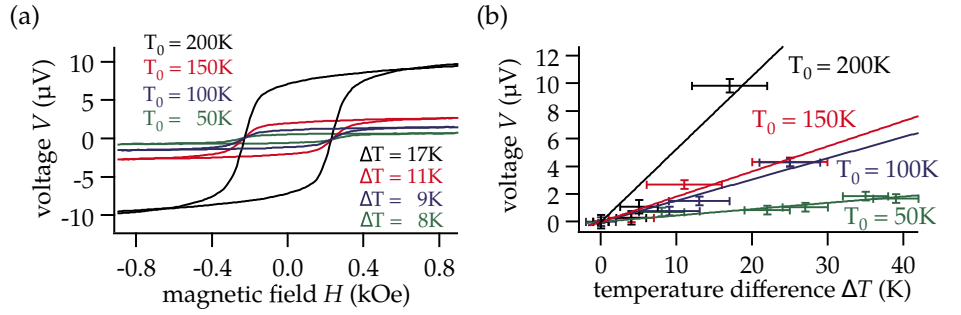 (a)
T₀ = 200K
T₀ = 150K
T₀ = 100K
T₀ = 50K
ΔT = 17K
ΔT = 11K
ΔT = 9K
ΔT = 8K
voltage V (μV)
10
5
0
-5
-10
-0.8
-0.4
0.0
0.4
0.8
magnetic field H (kOe)
(b)
T₀ = 200K
T₀ = 150K
T₀ = 100K
T₀ = 50K
voltage V (μV)
12
10
8
6
4
2
0
0
10
20
30
40
temperature difference ΔT (K)